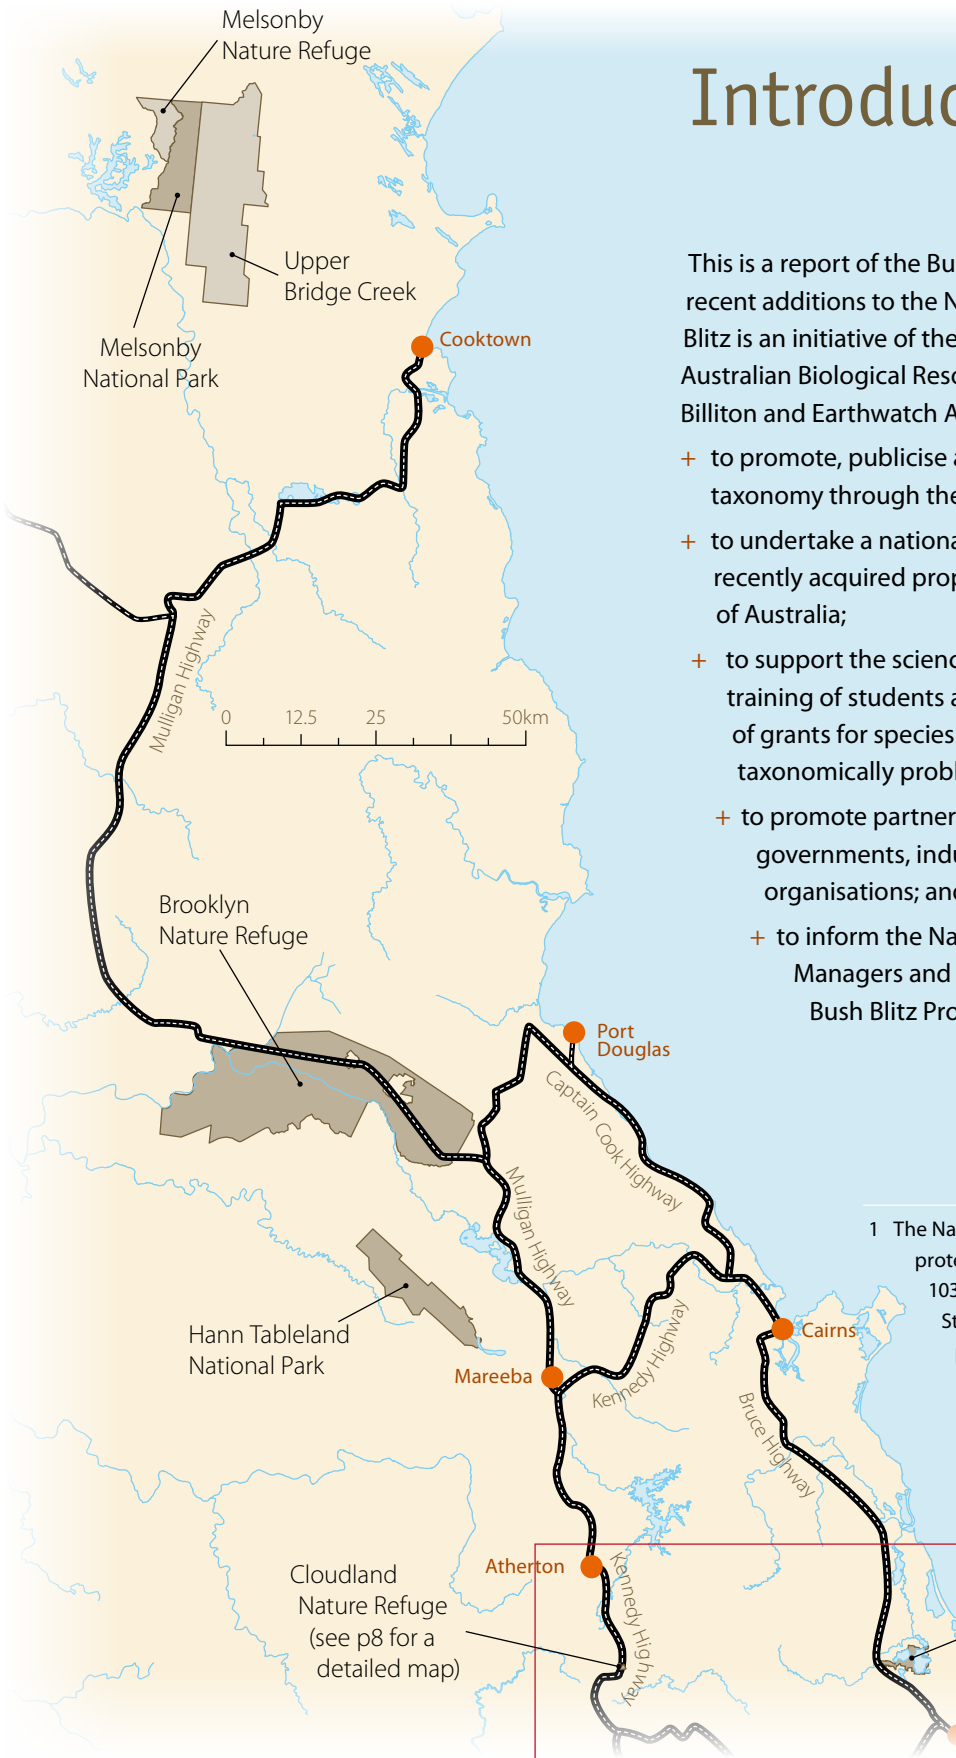 Melsonby
Nature Refuge
Upper
Bridge Creek
Melsonby
National Park
Cooktown
Mulligan Highway
0 12.5 25 50km
Brooklyn
Nature Refuge
Port
Douglas
Captain Cook Highway
Mulligan Highway
Hann Tableland
National Park
Mareeba
Kennedy Highway
Cairns
Bruce Highway
Atherton
Kennedy Highway
Cloudland
Nature Refuge
(see p8 for a
detailed map)
Introduc
This is a report of the Bu
recent additions to the N
Blitz is an initiative of the
Australian Biological Reso
Billiton and Earthwatch A
+ to promote, publicise a
taxonomy through the
+ to undertake a nationa
recently acquired prop
of Australia;
+ to support the scienc
training of students a
of grants for species
taxonomically probl
+ to promote partner
governments, indu
organisations; and
+ to inform the Na
Managers and
Bush Blitz Pro
1 The Na
prote
103
St